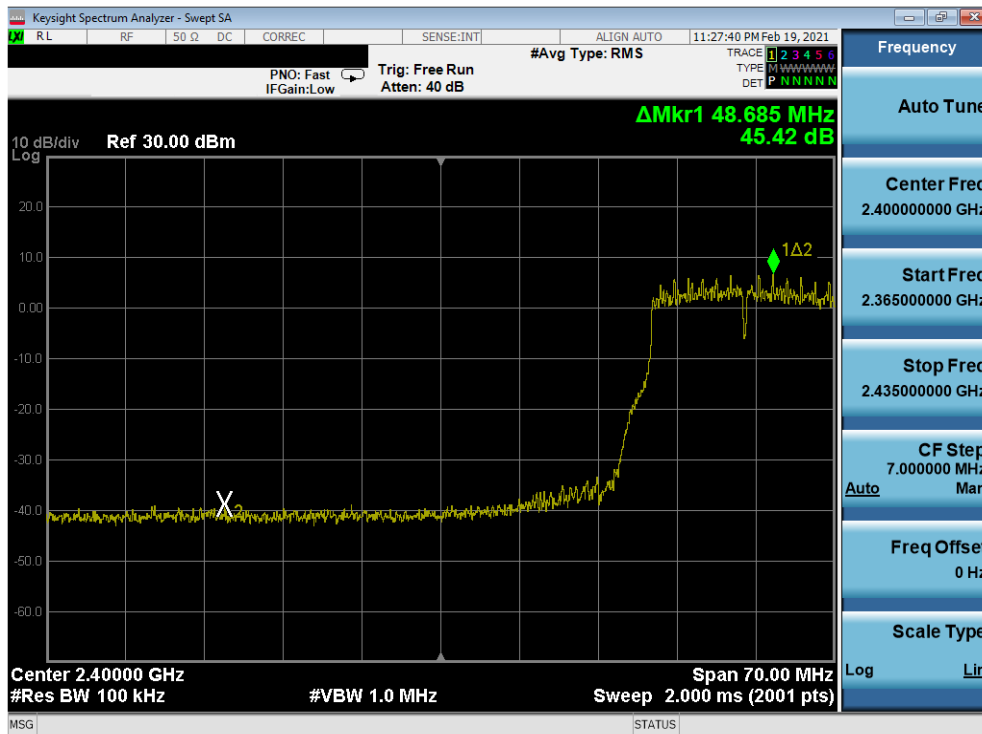 Keysight Spectrum Analyzer - Swept SA
LXI RL RF 50 Ω DC CORREC SENSE:INT ALIGN AUTO 11:27:40 PM Feb 19, 2021
PNO: Fast
IFGain:Low
Trig: Free Run
Atten: 40 dB
#Avg Type: RMS
TRACE 1 2 3 4 5 6
TYPE M W W W W W
DET P N N N N N
ΔMkr1 48.685 MHz
45.42 dB
10 dB/div Ref 30.00 dBm
Log
20.0
10.0
0.00
-10.0
-20.0
-30.0
-40.0
-50.0
-60.0
1Δ2
X2
Center 2.40000 GHz Span 70.00 MHz
#Res BW 100 kHz #VBW 1.0 MHz Sweep 2.000 ms (2001 pts)
MSG STATUS
Frequency
Auto Tune
Center Freq
2.400000000 GHz
Start Freq
2.365000000 GHz
Stop Freq
2.435000000 GHz
CF Step
7.000000 MHz
Auto Man
Freq Offset
0 Hz
Scale Type
Log Lin